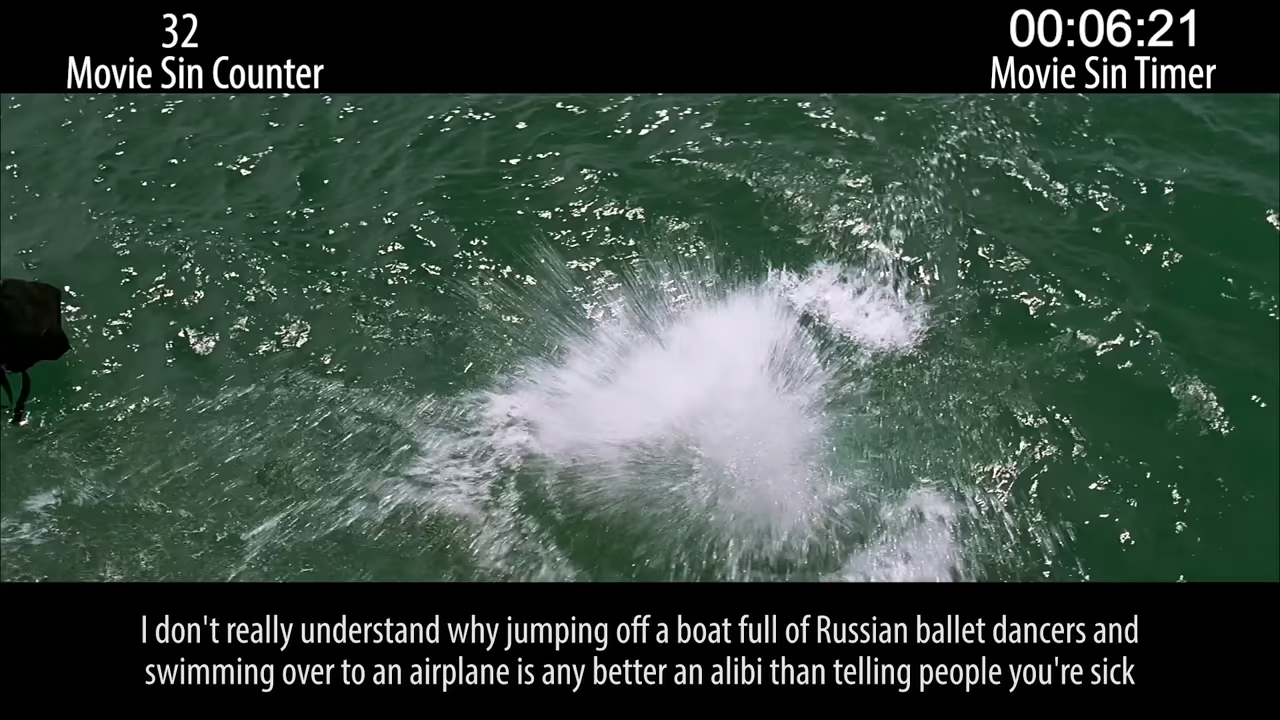 32
Movie Sin Counter
00:06:21
Movie Sin Timer
I don't really understand why jumping off a boat full of Russian ballet dancers and
swimming over to an airplane is any better an alibi than telling people you're sick